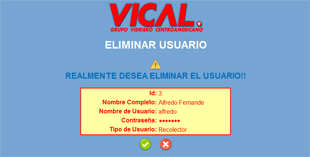 VICAL.
GRUPO VIDRIERO CENTROAMERICANO
ELIMINAR USUARIO
REALMENTE DESEA ELIMINAR EL USUARIO!!
Id: 3
Nombre Completo: Alfredo Fernande
Nombre de Usuario: alfredo
Contraseña: •••••••
Tipo de Usuario: Recolector